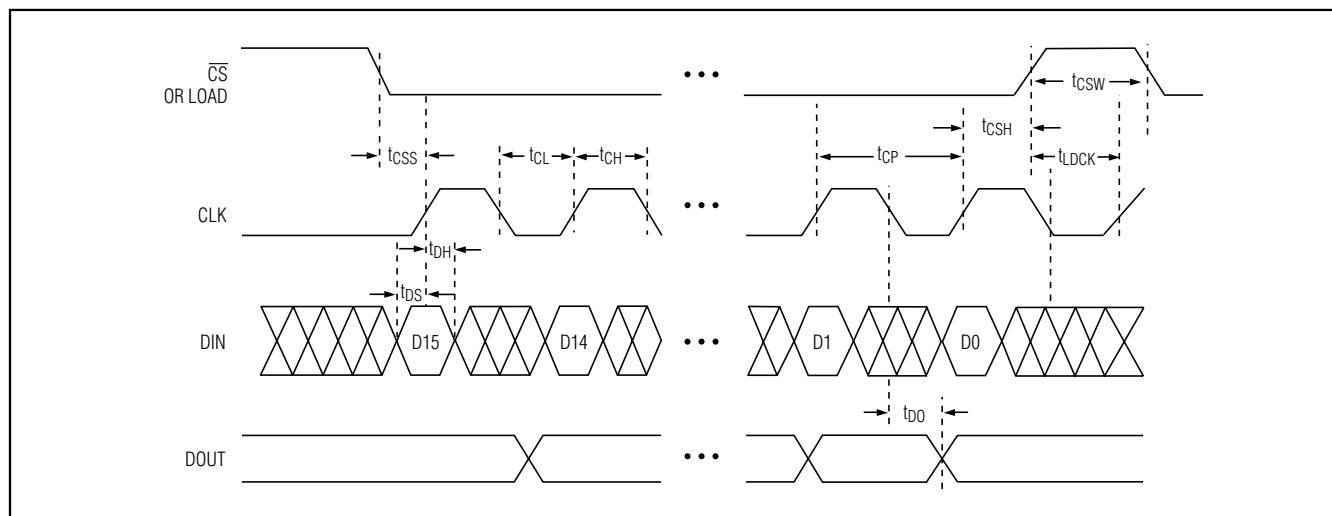 C̅S̅
OR LOAD
•••
tCSW
tCSH
tCSS
tCL
tCH
tCP
tLDCK
CLK
•••
tDH
tDS
DIN
D15
D14
•••
D1
D0
tDO
DOUT
•••